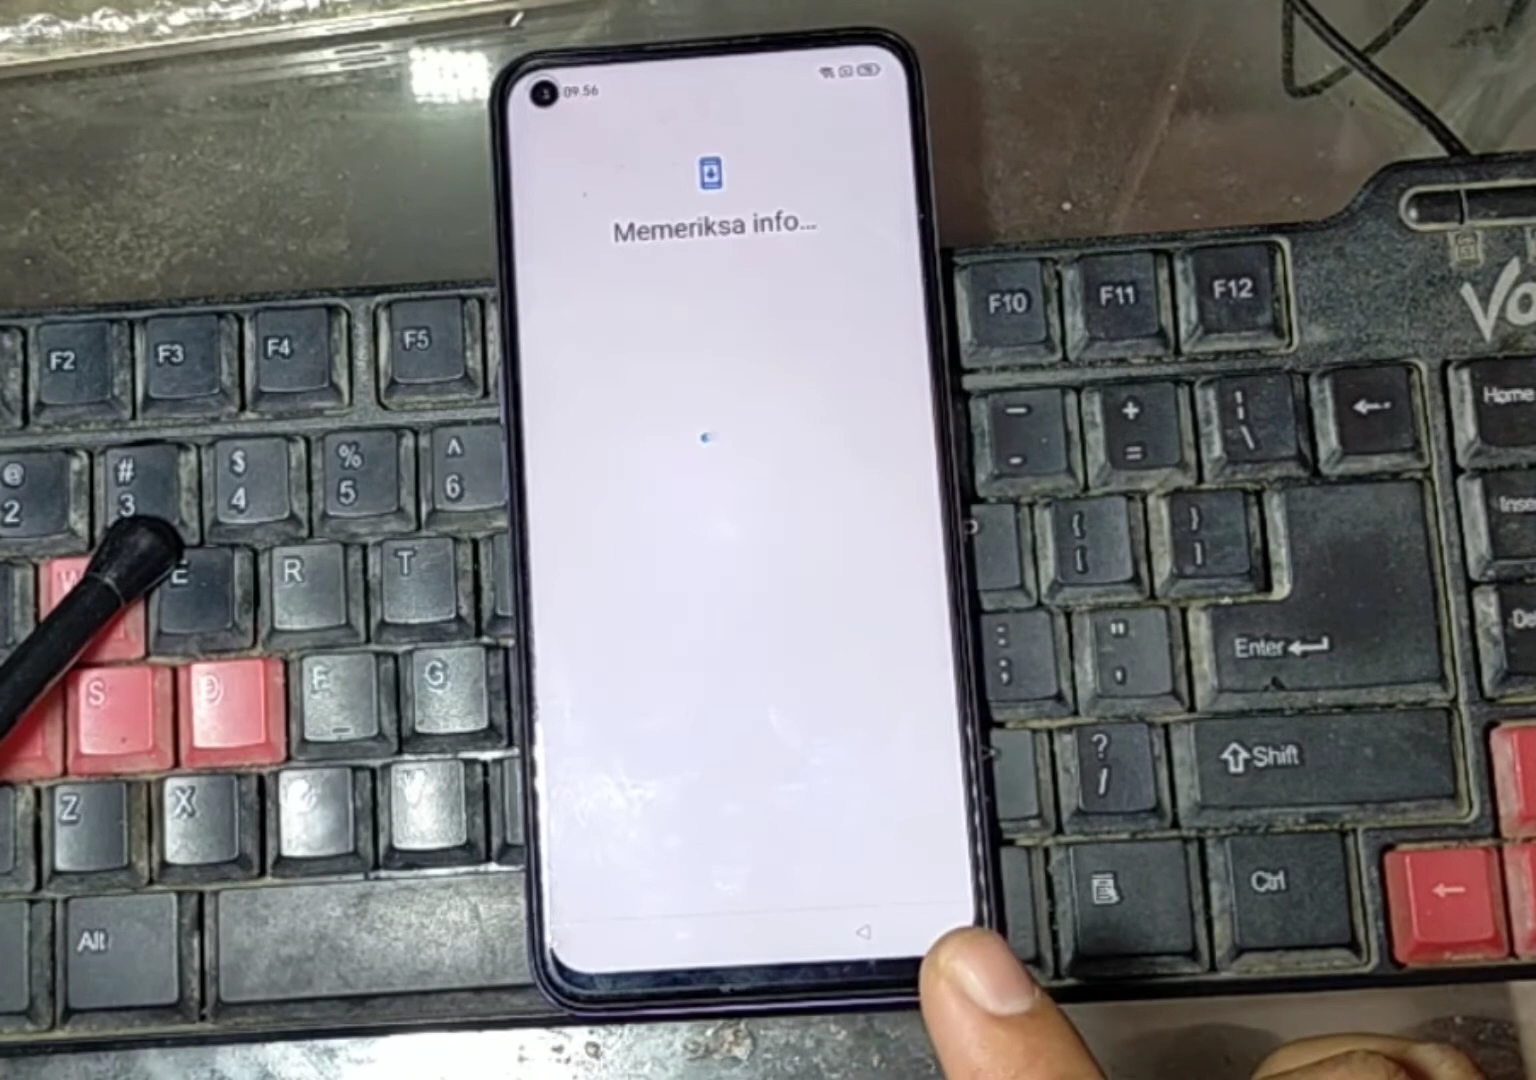 09.56
Memeriksa info...
F2
F3
F4
F5
F10
F11
F12
Vo
@
2
#
3
$
4
%
5
^
6
-
+
=
\
Home
W
E
R
T
P
{
[
}
]
S
D
F
G
:
;
"
'
Enter
Z
X
C
V
>
?
/
Shift
Alt
Ctrl